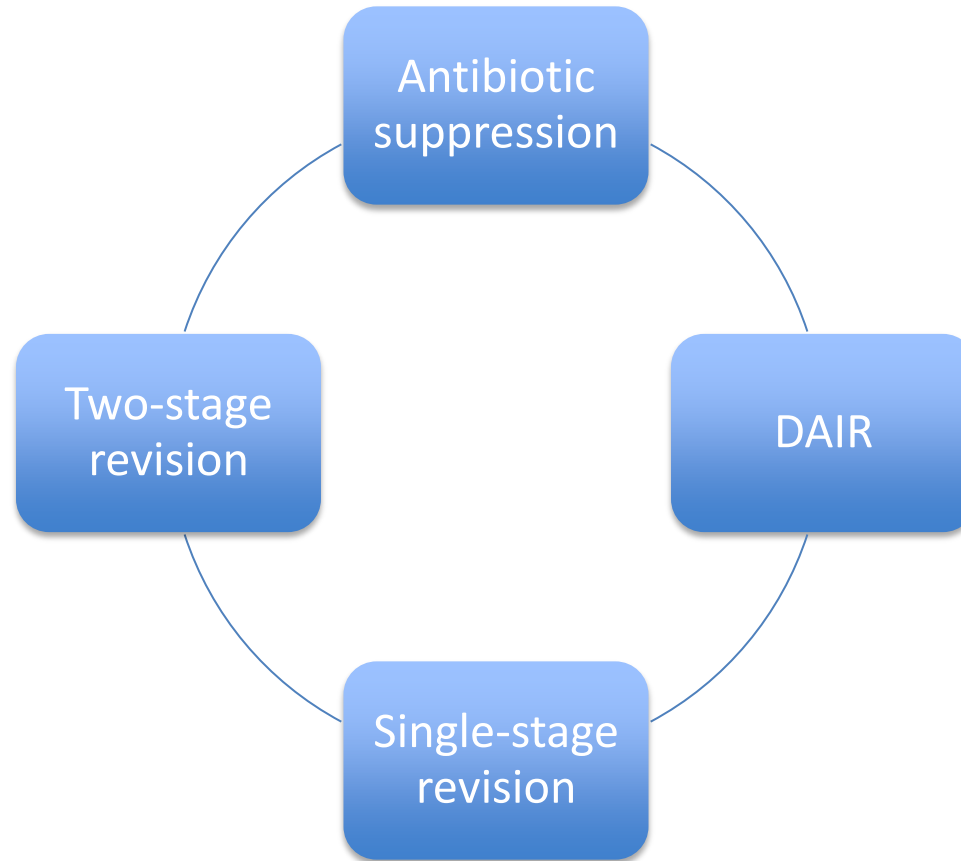 Antibiotic
suppression
Two-stage
revision
DAIR
Single-stage
revision